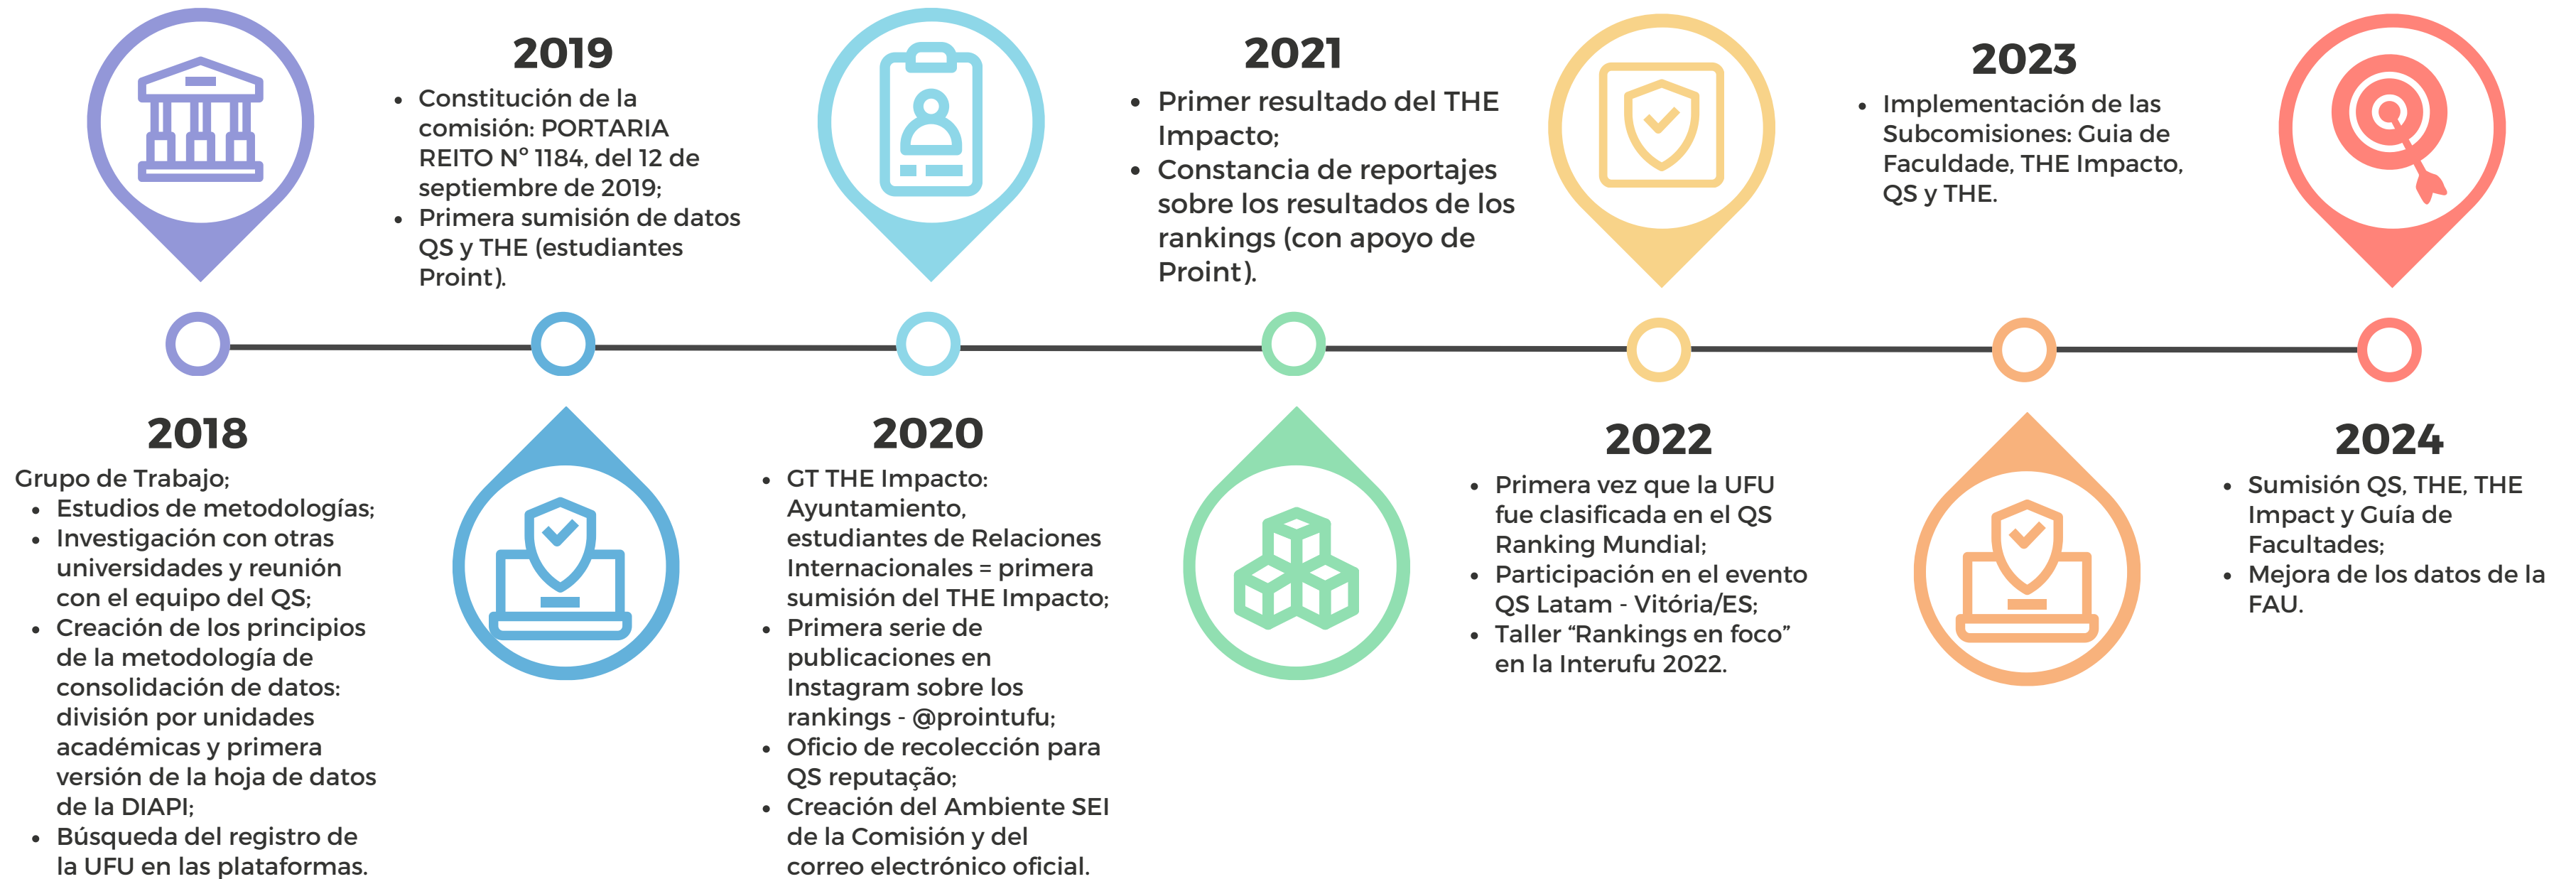 2018
Grupo de Trabajo;
• Estudios de metodologías;
• Investigación con otras
universidades y reunión
con el equipo del QS;
• Creación de los principios
de la metodología de
consolidación de datos:
división por unidades
académicas y primera
versión de la hoja de datos
de la DIAPI;
• Búsqueda del registro de
la UFU en las plataformas.
2019
• Constitución de la
comisión: PORTARIA
REITO Nº 1184, del 12 de
septiembre de 2019;
• Primera sumisión de datos
QS y THE (estudiantes
Proint).
2020
• GT THE Impacto:
Ayuntamiento,
estudiantes de Relaciones
Internacionales = primera
sumisión del THE Impacto;
• Primera serie de
publicaciones en
Instagram sobre los
rankings - @prointufu;
• Oficio de recolección para
QS reputação;
• Creación del Ambiente SEI
de la Comisión y del
correo electrónico oficial.
2021
• Primer resultado del THE
Impacto;
• Constancia de reportajes
sobre los resultados de los
rankings (con apoyo de
Proint).
2022
• Primera vez que la UFU
fue clasificada en el QS
Ranking Mundial;
• Participación en el evento
QS Latam - Vitória/ES;
• Taller “Rankings en foco”
en la Interufu 2022.
2023
• Implementación de las
Subcomisiones: Guia de
Faculdade, THE Impacto,
QS y THE.
2024
• Sumisión QS, THE, THE
Impact y Guía de
Facultades;
• Mejora de los datos de la
FAU.